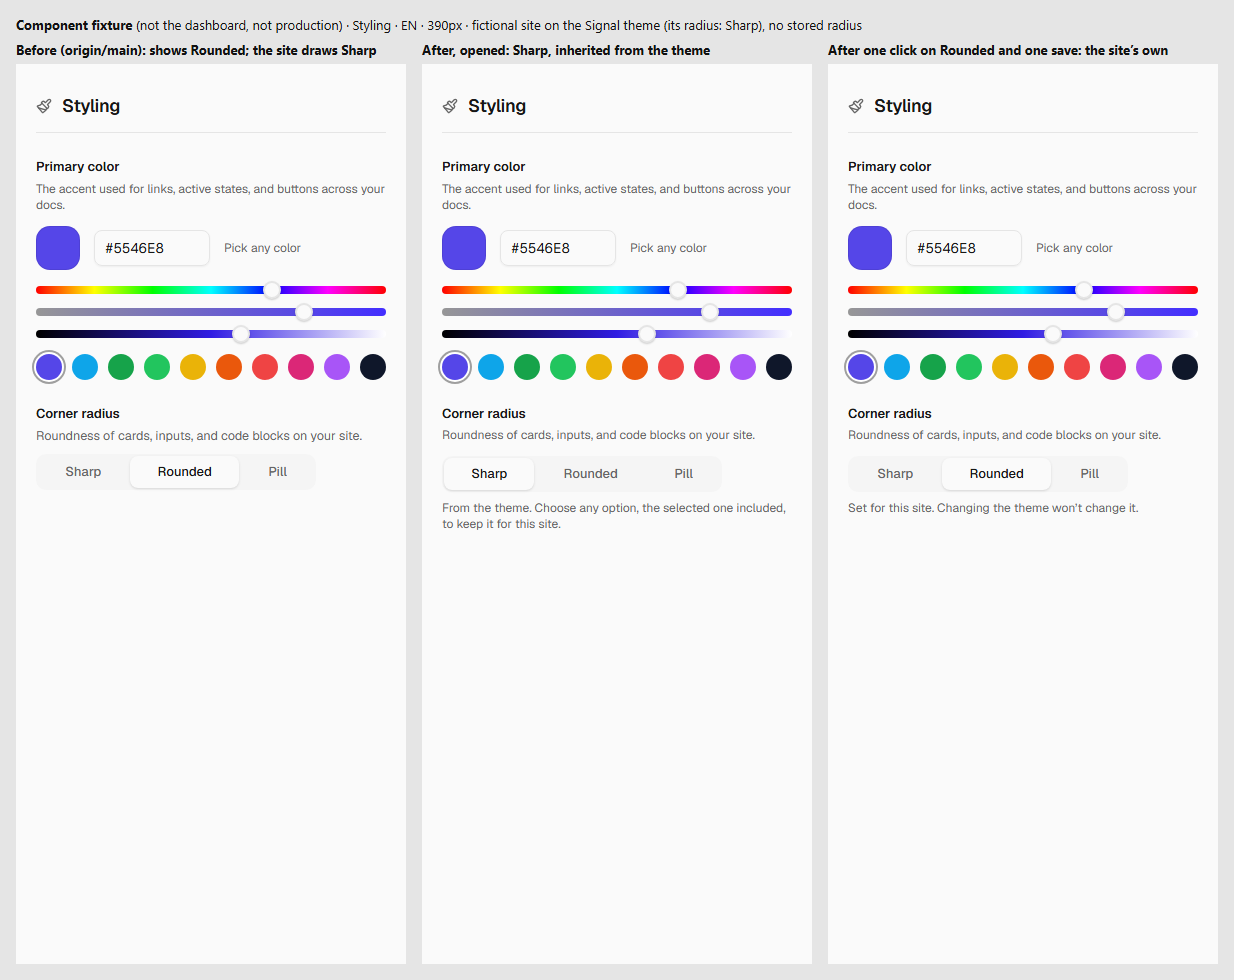 Component fixture (not the dashboard, not production) · Styling · EN · 390px · fictional site on the Signal theme (its radius: Sharp), no stored radius
Before (origin/main): shows Rounded; the site draws Sharp
Styling
Primary color
The accent used for links, active states, and buttons across your
docs.
#5546E8
Pick any color
Corner radius
Roundness of cards, inputs, and code blocks on your site.
Sharp
Rounded
Pill
After, opened: Sharp, inherited from the theme
Styling
Primary color
The accent used for links, active states, and buttons across your
docs.
#5546E8
Pick any color
Corner radius
Roundness of cards, inputs, and code blocks on your site.
Sharp
Rounded
Pill
From the theme. Choose any option, the selected one included,
to keep it for this site.
After one click on Rounded and one save: the site's own
Styling
Primary color
The accent used for links, active states, and buttons across your
docs.
#5546E8
Pick any color
Corner radius
Roundness of cards, inputs, and code blocks on your site.
Sharp
Rounded
Pill
Set for this site. Changing the theme won't change it.